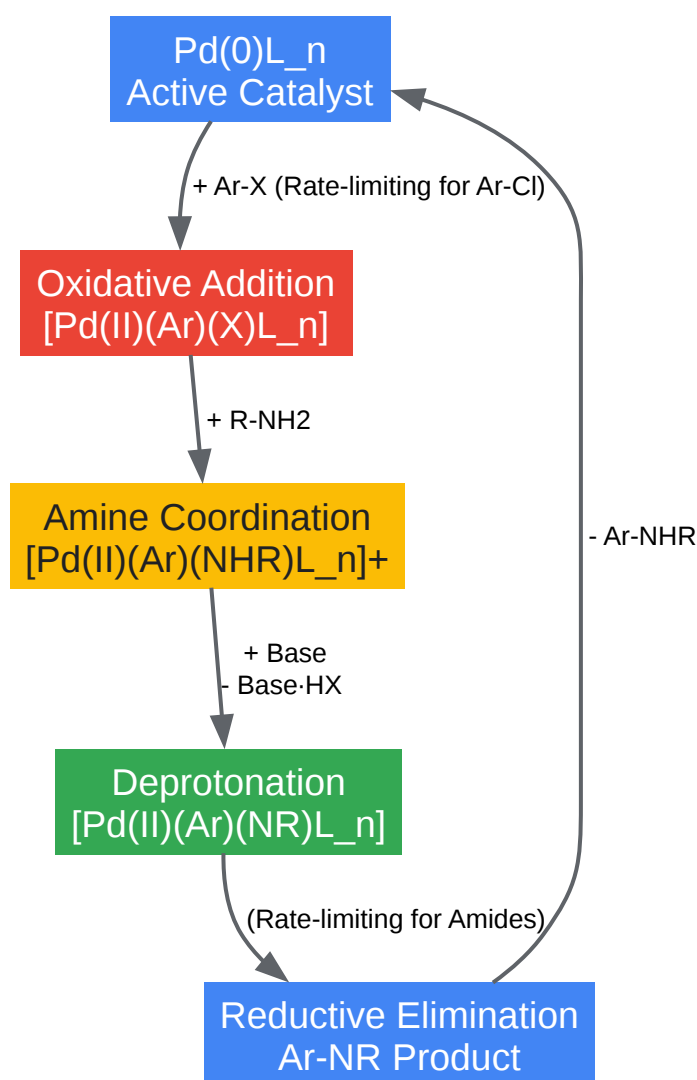 Pd(0)L_n
Active Catalyst
+ Ar-X (Rate-limiting for Ar-Cl)
Oxidative Addition
[Pd(II)(Ar)(X)L_n]
+ R-NH2
Amine Coordination
[Pd(II)(Ar)(NHR)L_n]+
- Ar-NHR
+ Base
- Base·HX
Deprotonation
[Pd(II)(Ar)(NR)L_n]
(Rate-limiting for Amides)
Reductive Elimination
Ar-NR Product